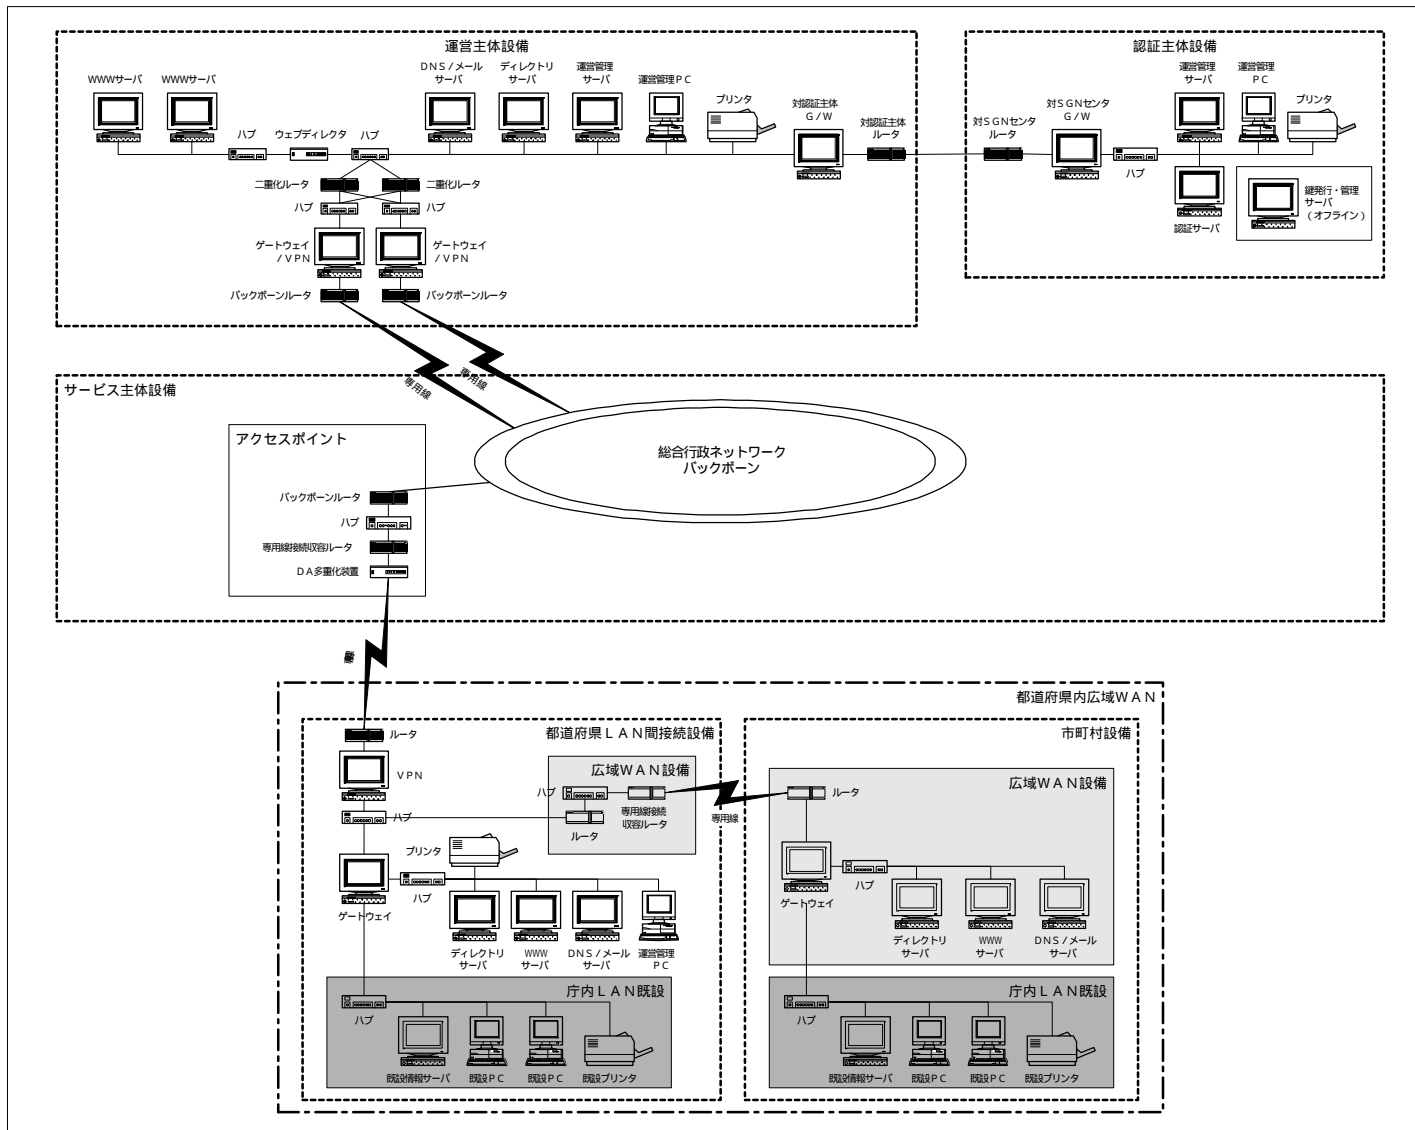 運営主体設備
WWWサーバ
WWWサーバ
DNS/メール
サーバ
ディレクトリ
サーバ
運営管理
サーバ
運営管理PC
プリンタ
対認証主体
G/W
対認証主体
ルータ
ハブ
ウェブディレクタ
ハブ
二重化ルータ
二重化ルータ
ハブ
ハブ
ゲートウェイ
/VPN
ゲートウェイ
/VPN
バックボーンルータ
バックボーンルータ
認証主体設備
対SGNセンタ
ルータ
対SGNセンタ
G/W
ハブ
運営管理
サーバ
運営管理
PC
プリンタ
認証サーバ
鍵発行・管理
サーバ
(オフライン)
専用線
専用線
サービス主体設備
総合行政ネットワーク
バックボーン
アクセスポイント
バックボーンルータ
ハブ
専用線接続収容ルータ
DA多重化装置
都道府県内広域WAN
都道府県LAN間接続設備
ルータ
VPN
ハブ
広域WAN設備
ハブ
専用線接続
収容ルータ
ルータ
専用線
プリンタ
ゲートウェイ
ハブ
ディレクトリ
サーバ
WWW
サーバ
DNS/メール
サーバ
運営管理
PC
庁内LAN既設
ハブ
既設情報サーバ
既設PC
既設PC
既設プリンタ
市町村設備
広域WAN設備
ルータ
ゲートウェイ
ハブ
ディレクトリ
サーバ
WWW
サーバ
DNS/メール
サーバ
庁内LAN既設
ハブ
既設情報サーバ
既設PC
既設PC
既設プリンタ